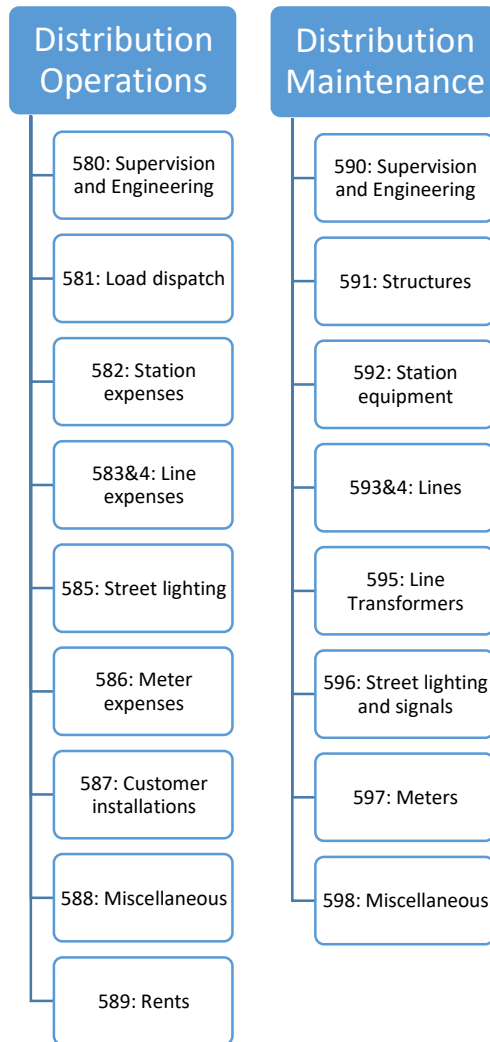 Distribution
Operations
580: Supervision
and Engineering
581: Load dispatch
582: Station
expenses
583&4: Line
expenses
585: Street lighting
586: Meter
expenses
587: Customer
installations
588: Miscellaneous
589: Rents
Distribution
Maintenance
590: Supervision
and Engineering
591: Structures
592: Station
equipment
593&4: Lines
595: Line
Transformers
596: Street lighting
and signals
597: Meters
598: Miscellaneous